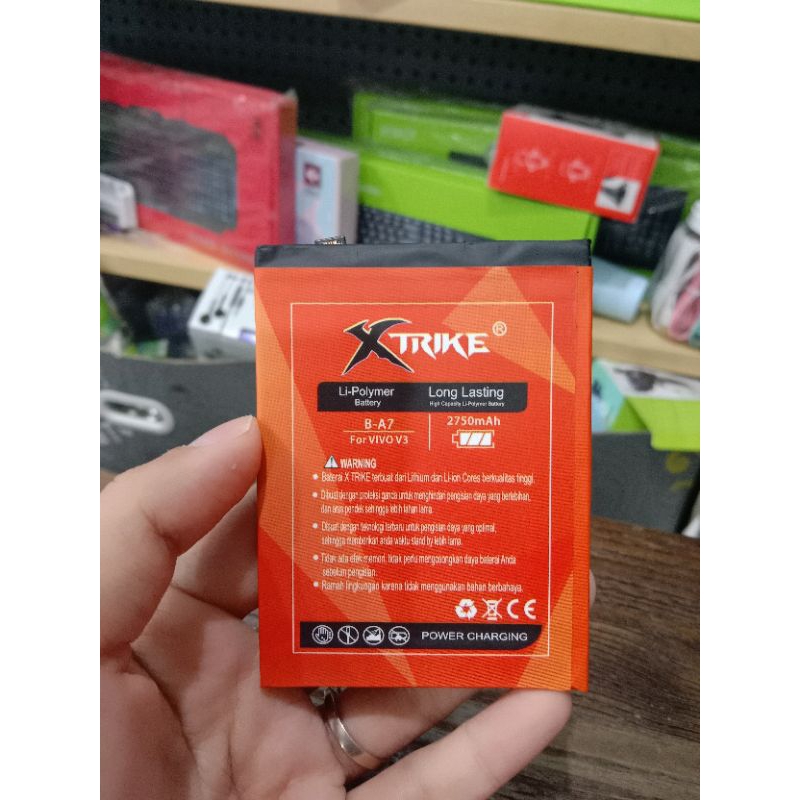 XTRIKE®
Li-Polymer
Battery
Long Lasting
High Capacity Li-Polymer Battery
B-A7
For VIVO V3
2750mAh
WARNING
Baterai X TRIKE terbuat dari Lithium dan Li-ion Cores berkualitas tinggi.
Dibuat dengan proteksi ganda untuk menghindari pengisian daya yang berlebihan,
dan arus pendek sehingga lebih tahan lama.
Dibuat dengan teknologi terbaru untuk pengisian daya yang optimal,
sehingga memberikan anda waktu stand by lebih lama.
Tidak ada efek memori, tidak perlu mengosongkan daya baterai Anda
sebelum pengisian.
Ramah lingkungan karena tidak menggunakan bahan berbahaya.
CE
POWER CHARGING